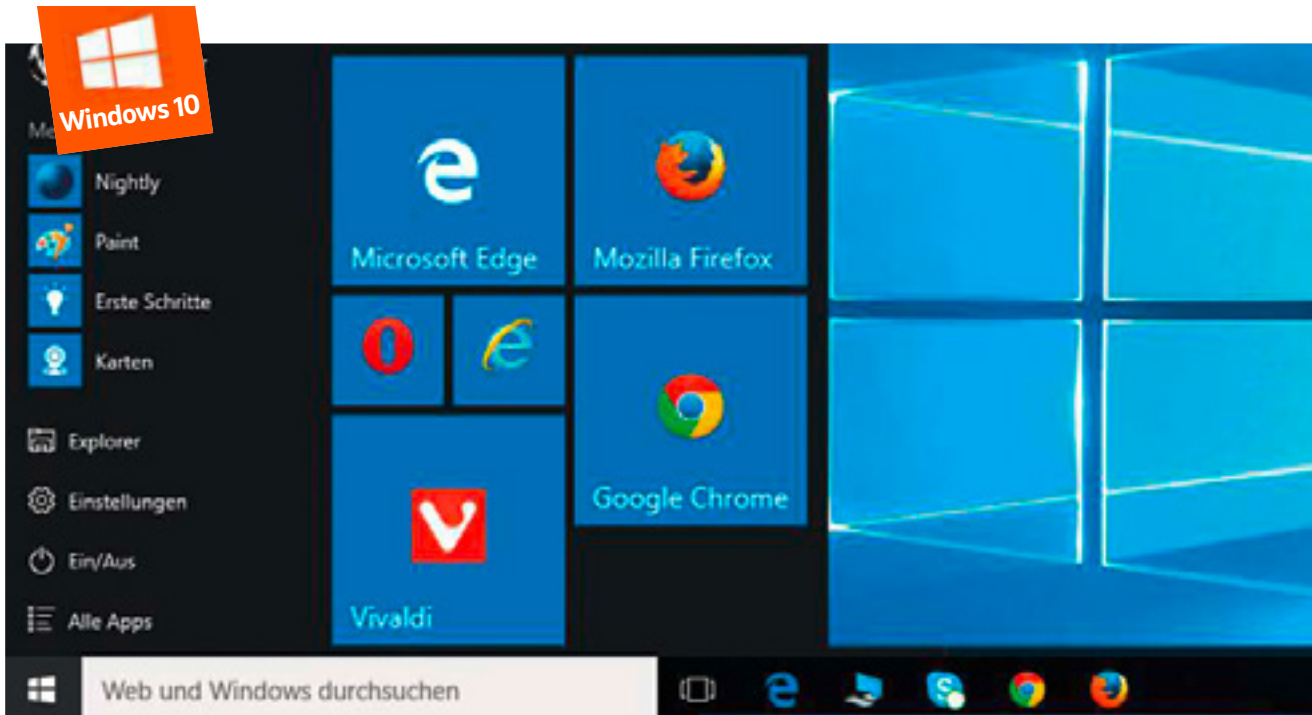 Windows 10
Nightly
Paint
Erste Schritte
Karten
Explorer
Einstellungen
Ein/Aus
Alle Apps
Microsoft Edge
Mozilla Firefox
Google Chrome
Vivaldi
Web und Windows durchsuchen